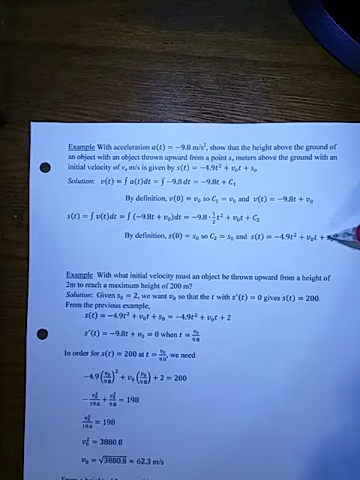 Example With acceleration a(t) = −9.8 m/s², show that the height above the ground of
an object with an object thrown upward from a point s₀ meters above the ground with an
initial velocity of v₀ m/s is given by s(t) = −4.9t² + v₀t + s₀
Solution: v(t) = ∫ a(t)dt = ∫ −9.8 dt = −9.8t + C₁
By definition, v(0) = v₀ so C₁ = v₀ and v(t) = −9.8t + v₀
s(t) = ∫ v(t)dt = ∫ (−9.8t + v₀)dt = −9.8 · ½ t² + v₀t + C₂
By definition, s(0) = s₀ so C₂ = s₀ and s(t) = −4.9t² + v₀t +
Example With what initial velocity must an object be thrown upward from a height of
2m to reach a maximum height of 200 m?
Solution: Given s₀ = 2, we want v₀ so that the t with s′(t) = 0 gives s(t) = 200.
From the previous example,
s(t) = −4.9t² + v₀t + s₀ = −4.9t² + v₀t + 2
s′(t) = −9.8t + v₀ = 0 when t = v₀/9.8
In order for s(t) = 200 at t = v₀/9.8, we need
−4.9(v₀/9.8)² + v₀(v₀/9.8) + 2 = 200
−v₀²/19.6 + v₀²/9.8 = 198
v₀²/19.6 = 198
v₀² = 3880.8
v₀ = √3880.8 ≈ 62.3 m/s